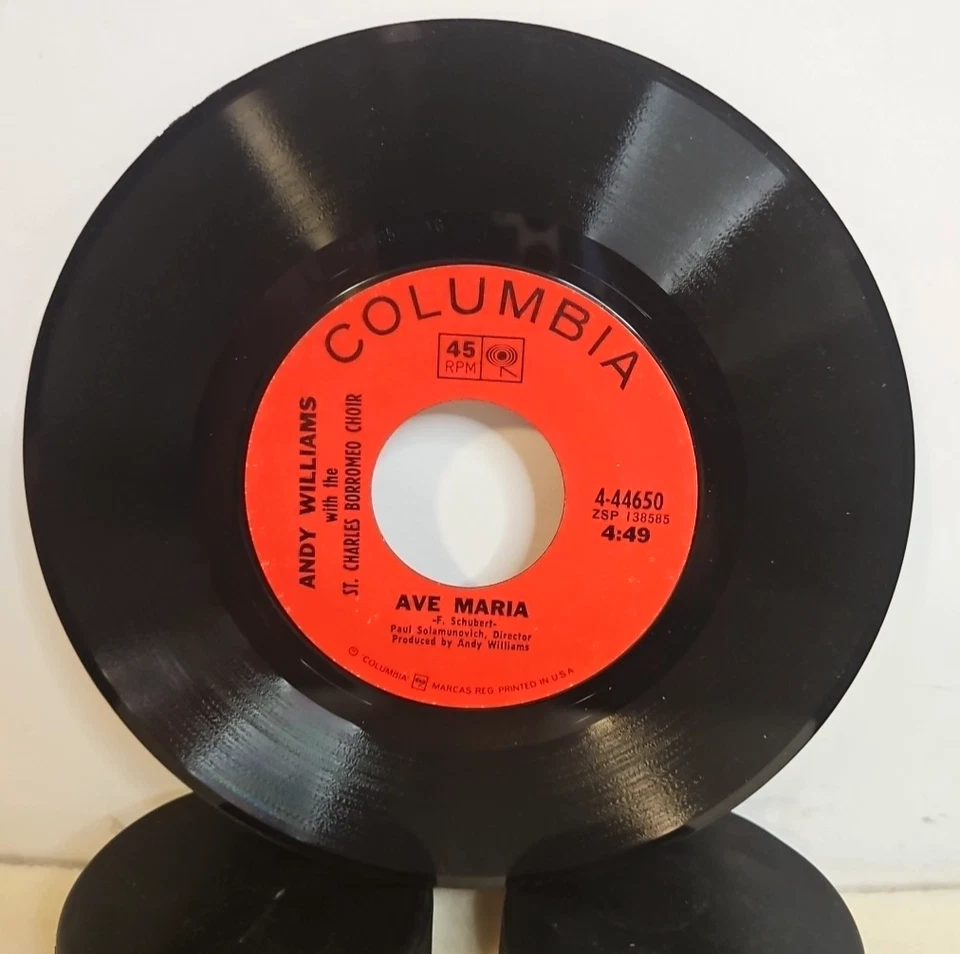 COLUMBIA
45
RPM
ANDY WILLIAMS
with the
ST. CHARLES BORROMEO CHOIR
4-44650
ZSP 138585
4:49
AVE MARIA
-F. Schubert-
Paul Solamunovich, Director
Produced by Andy Williams
℗ "COLUMBIA" MARCAS REG. PRINTED IN U.S.A.